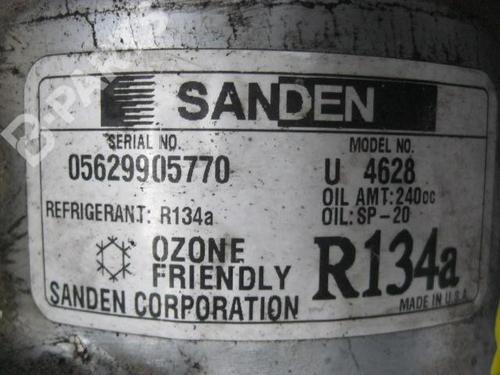 SANDEN
SERIAL NO. MODEL NO.
05629905770 U 4628
OIL AMT: 240cc
REFRIGERANT: R134a OIL: SP-20
OZONE
FRIENDLY R134a
SANDEN CORPORATION MADE IN U.S.A.
B-PARTS